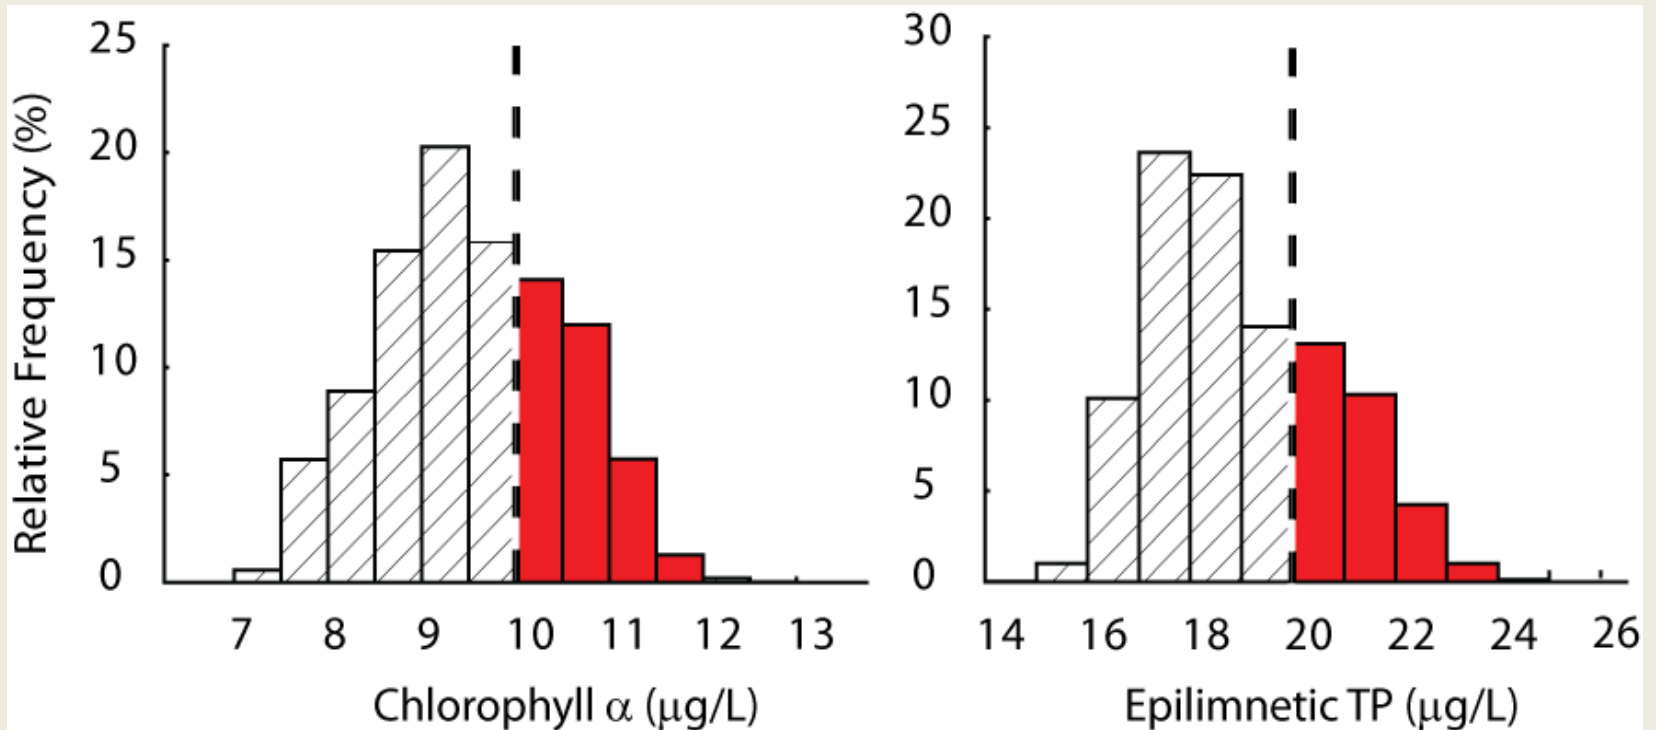 Relative Frequency (%)
25
20
15
10
5
0
7 8 9 10 11 12 13
Chlorophyll α (μg/L)
30
25
20
15
10
5
0
14 16 18 20 22 24 26
Epilimnetic TP (μg/L)